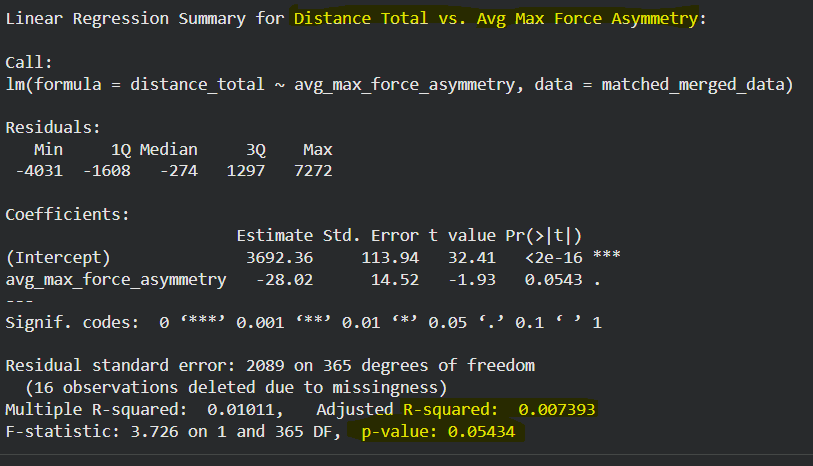 Linear Regression Summary for Distance Total vs. Avg Max Force Asymmetry:
Call:
lm(formula = distance_total ~ avg_max_force_asymmetry, data = matched_merged_data)
Residuals:
Min 1Q Median 3Q Max
-4031 -1608 -274 1297 7272
Coefficients:
Estimate Std. Error t value Pr(>|t|)
(Intercept) 3692.36 113.94 32.41 <2e-16 ***
avg_max_force_asymmetry -28.02 14.52 -1.93 0.0543 .
---
Signif. codes: 0 ‘***’ 0.001 ‘**’ 0.01 ‘*’ 0.05 ‘.’ 0.1 ‘ ’ 1
Residual standard error: 2089 on 365 degrees of freedom
(16 observations deleted due to missingness)
Multiple R-squared: 0.01011, Adjusted R-squared: 0.007393
F-statistic: 3.726 on 1 and 365 DF, p-value: 0.05434